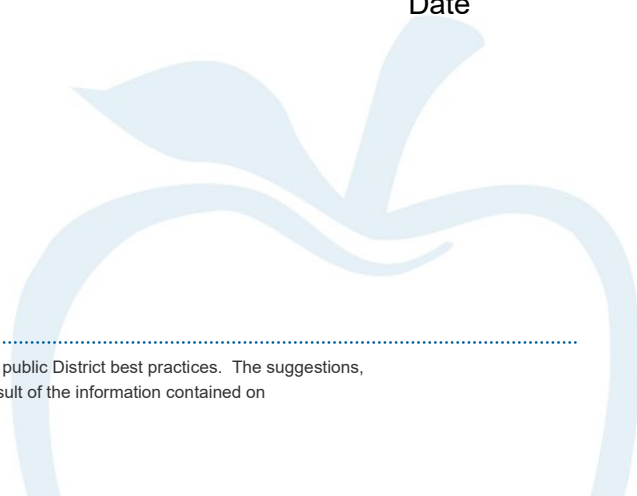 Date
public District best practices. The suggestions,
sult of the information contained on